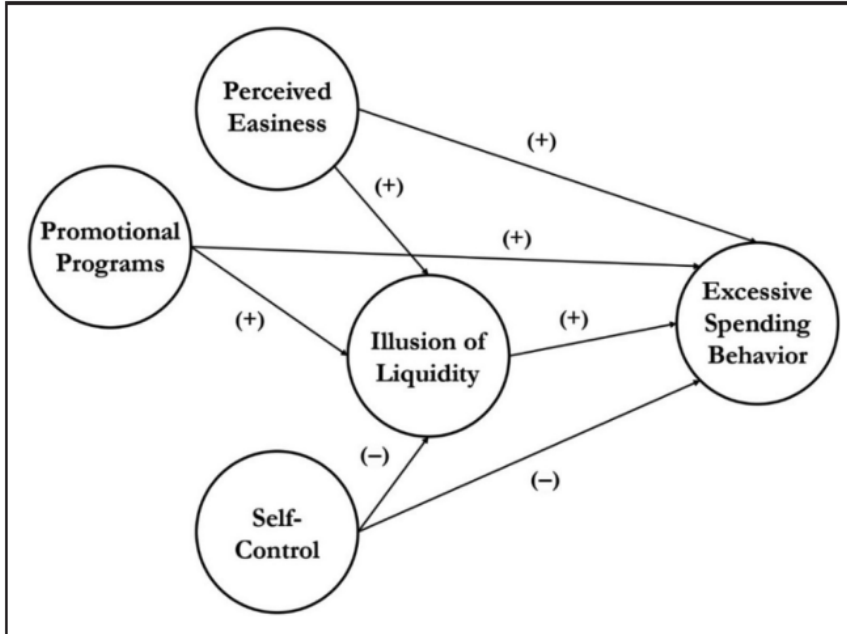 Perceived
Easiness
(+)
(+)
Promotional
Programs
(+)
(+)
Excessive
Spending
Behavior
Illusion of
Liquidity
(+)
(–)
(–)
Self-
Control